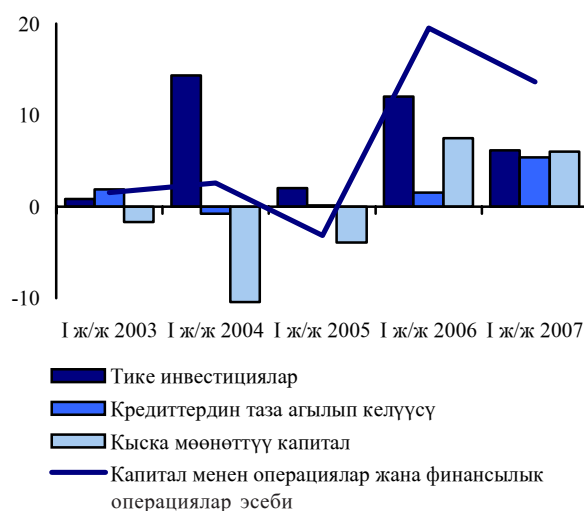 20
10
0
-10
I ж/ж 2003 I ж/ж 2004 I ж/ж 2005 I ж/ж 2006 I ж/ж 2007
Тике инвестициялар
Кредиттердин таза агылып келүүсү
Кыска мөөнөттүү капитал
Капитал менен операциялар жана финансылык
операциялар эсеби